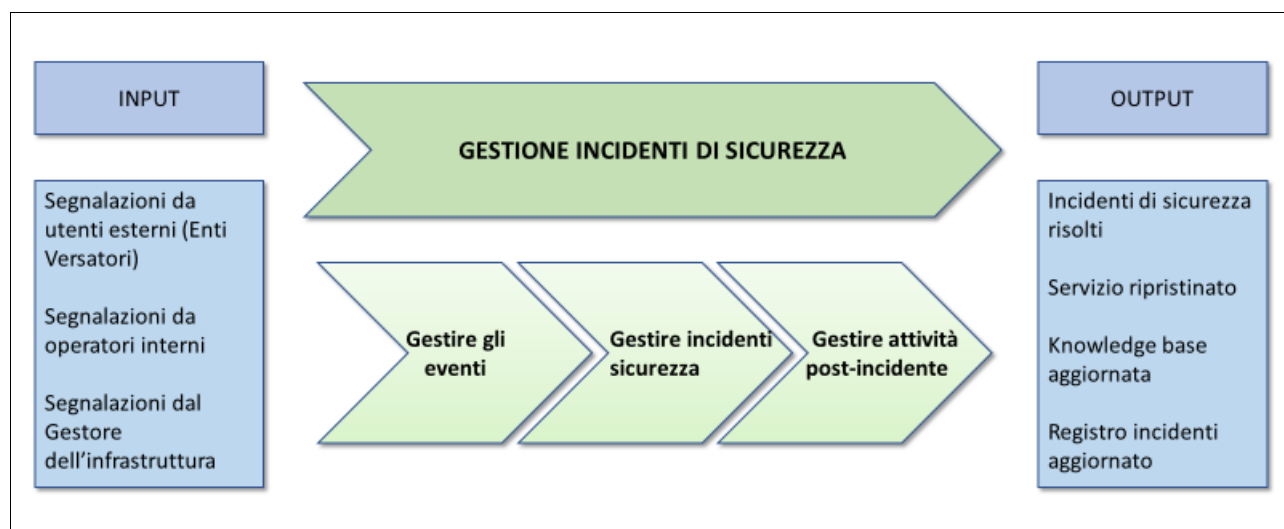 INPUT
GESTIONE INCIDENTI DI SICUREZZA
OUTPUT
Segnalazioni da
utenti esterni (Enti
Versatori)
Segnalazioni da
operatori interni
Segnalazioni dal
Gestore
dell’infrastruttura
Gestire gli
eventi
Gestire incidenti
sicurezza
Gestire attività
post-incidente
Incidenti di sicurezza
risolti
Servizio ripristinato
Knowledge base
aggiornata
Registro incidenti
aggiornato